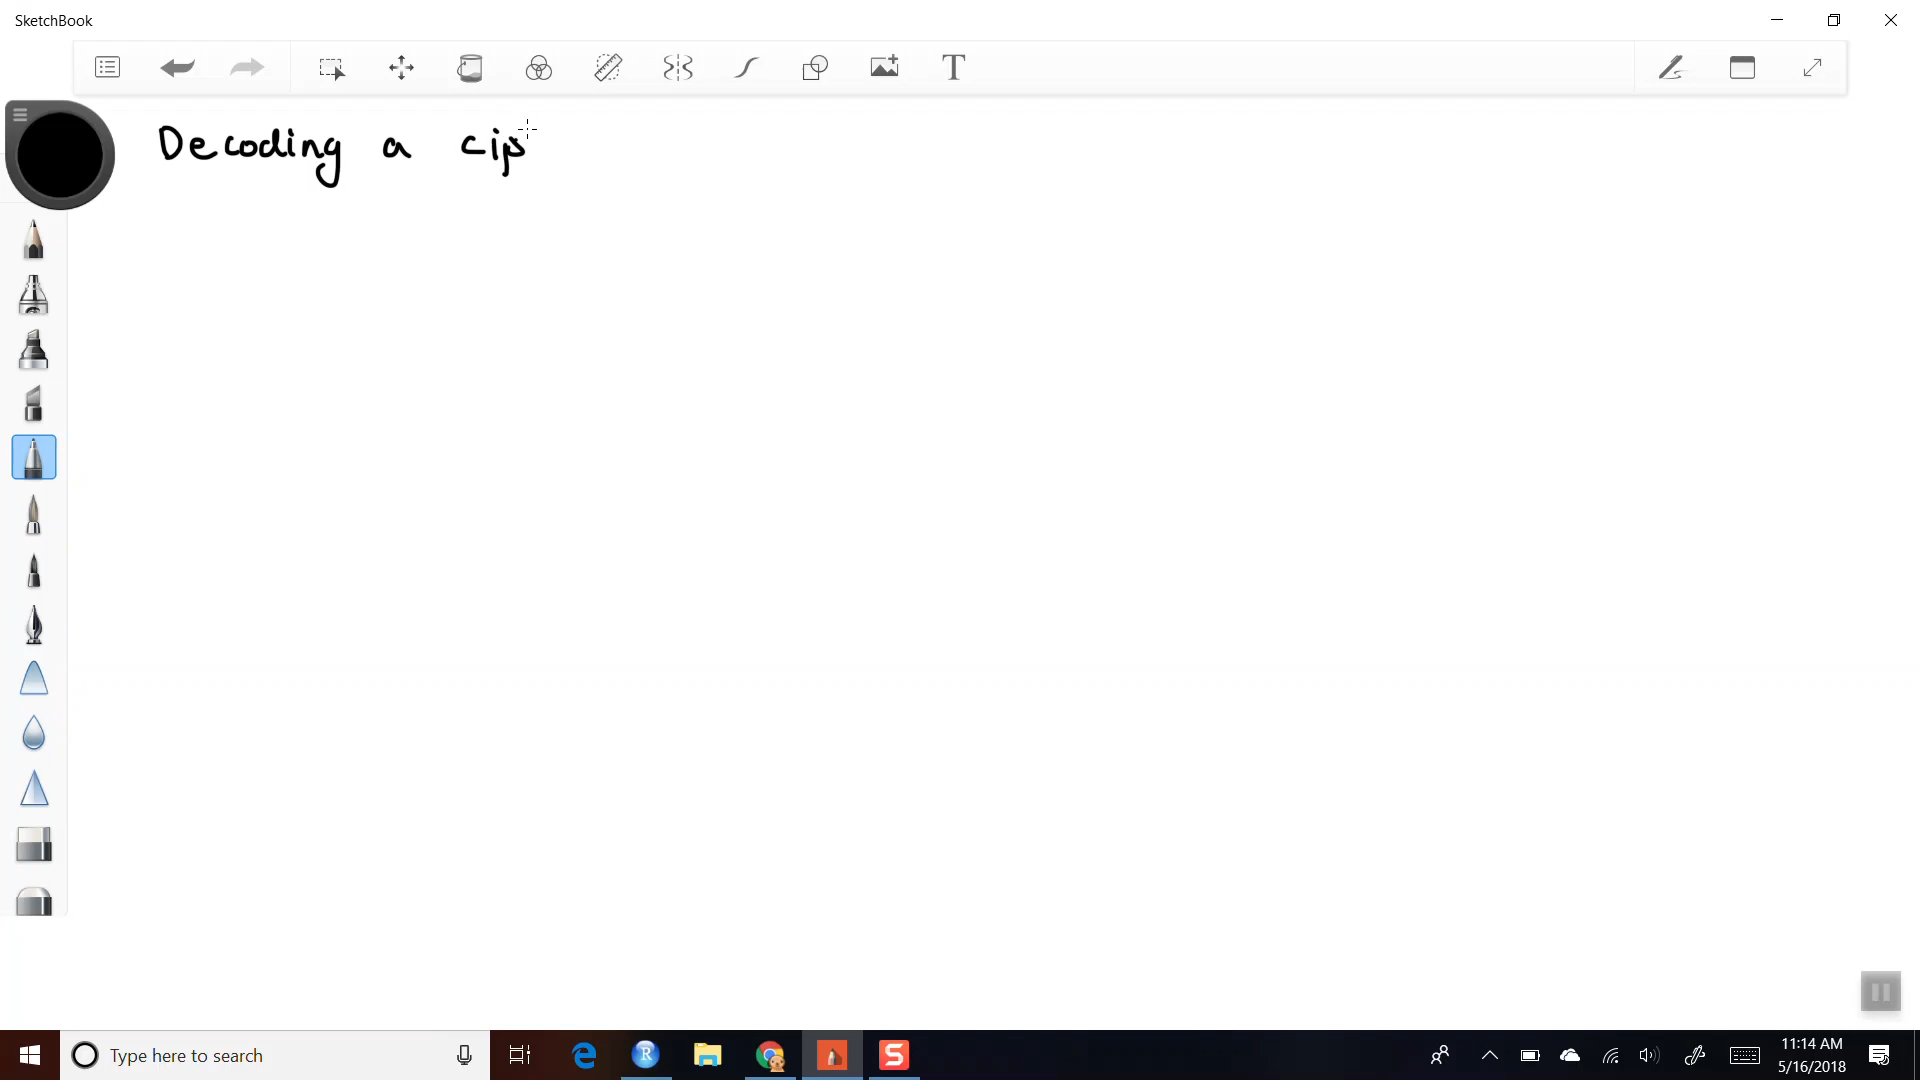 SketchBook
T
Decoding a cip
Type here to search
11:14 AM
5/16/2018